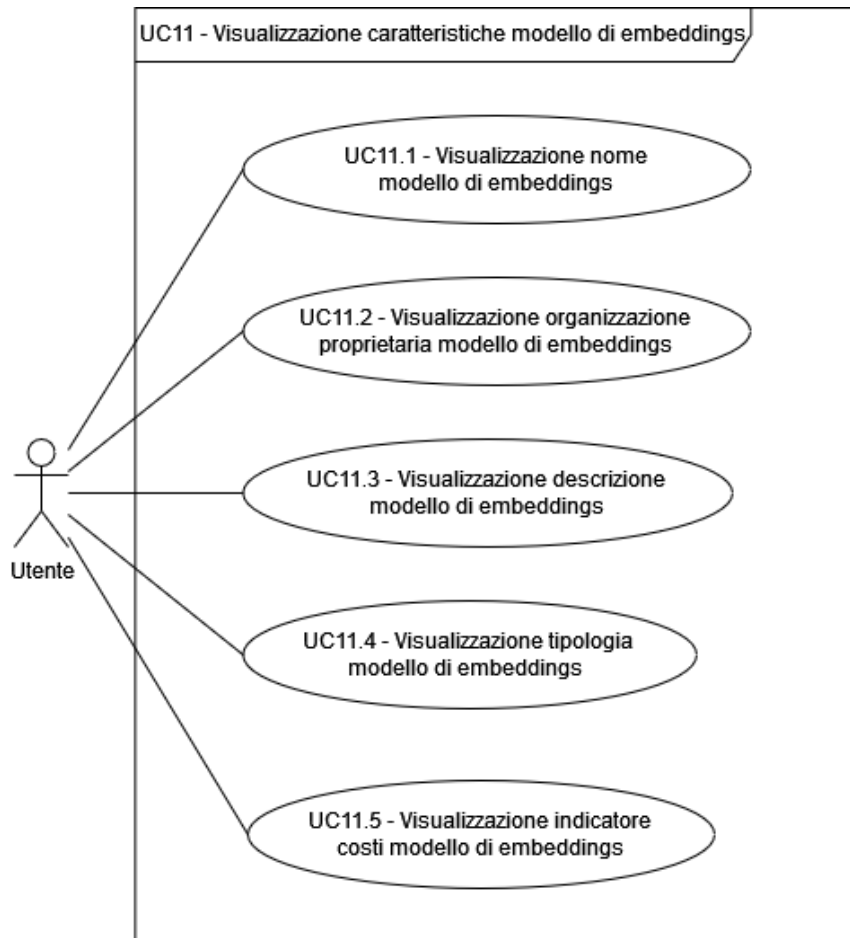 UC11 - Visualizzazione caratteristiche modello di embeddings
UC11.1 - Visualizzazione nome
modello di embeddings
UC11.2 - Visualizzazione organizzazione
proprietaria modello di embeddings
UC11.3 - Visualizzazione descrizione
modello di embeddings
Utente
UC11.4 - Visualizzazione tipologia
modello di embeddings
UC11.5 - Visualizzazione indicatore
costi modello di embeddings